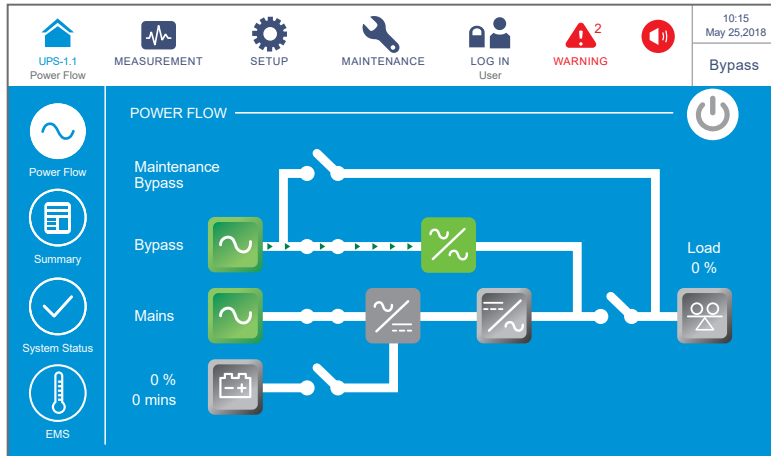 UPS-1.1
Power Flow
MEASUREMENT
SETUP
MAINTENANCE
LOG IN
User
2
WARNING
10:15
May 25,2018
Bypass
Power Flow
Summary
System Status
EMS
POWER FLOW
Maintenance
Bypass
Bypass
Mains
0 %
0 mins
Load
0 %